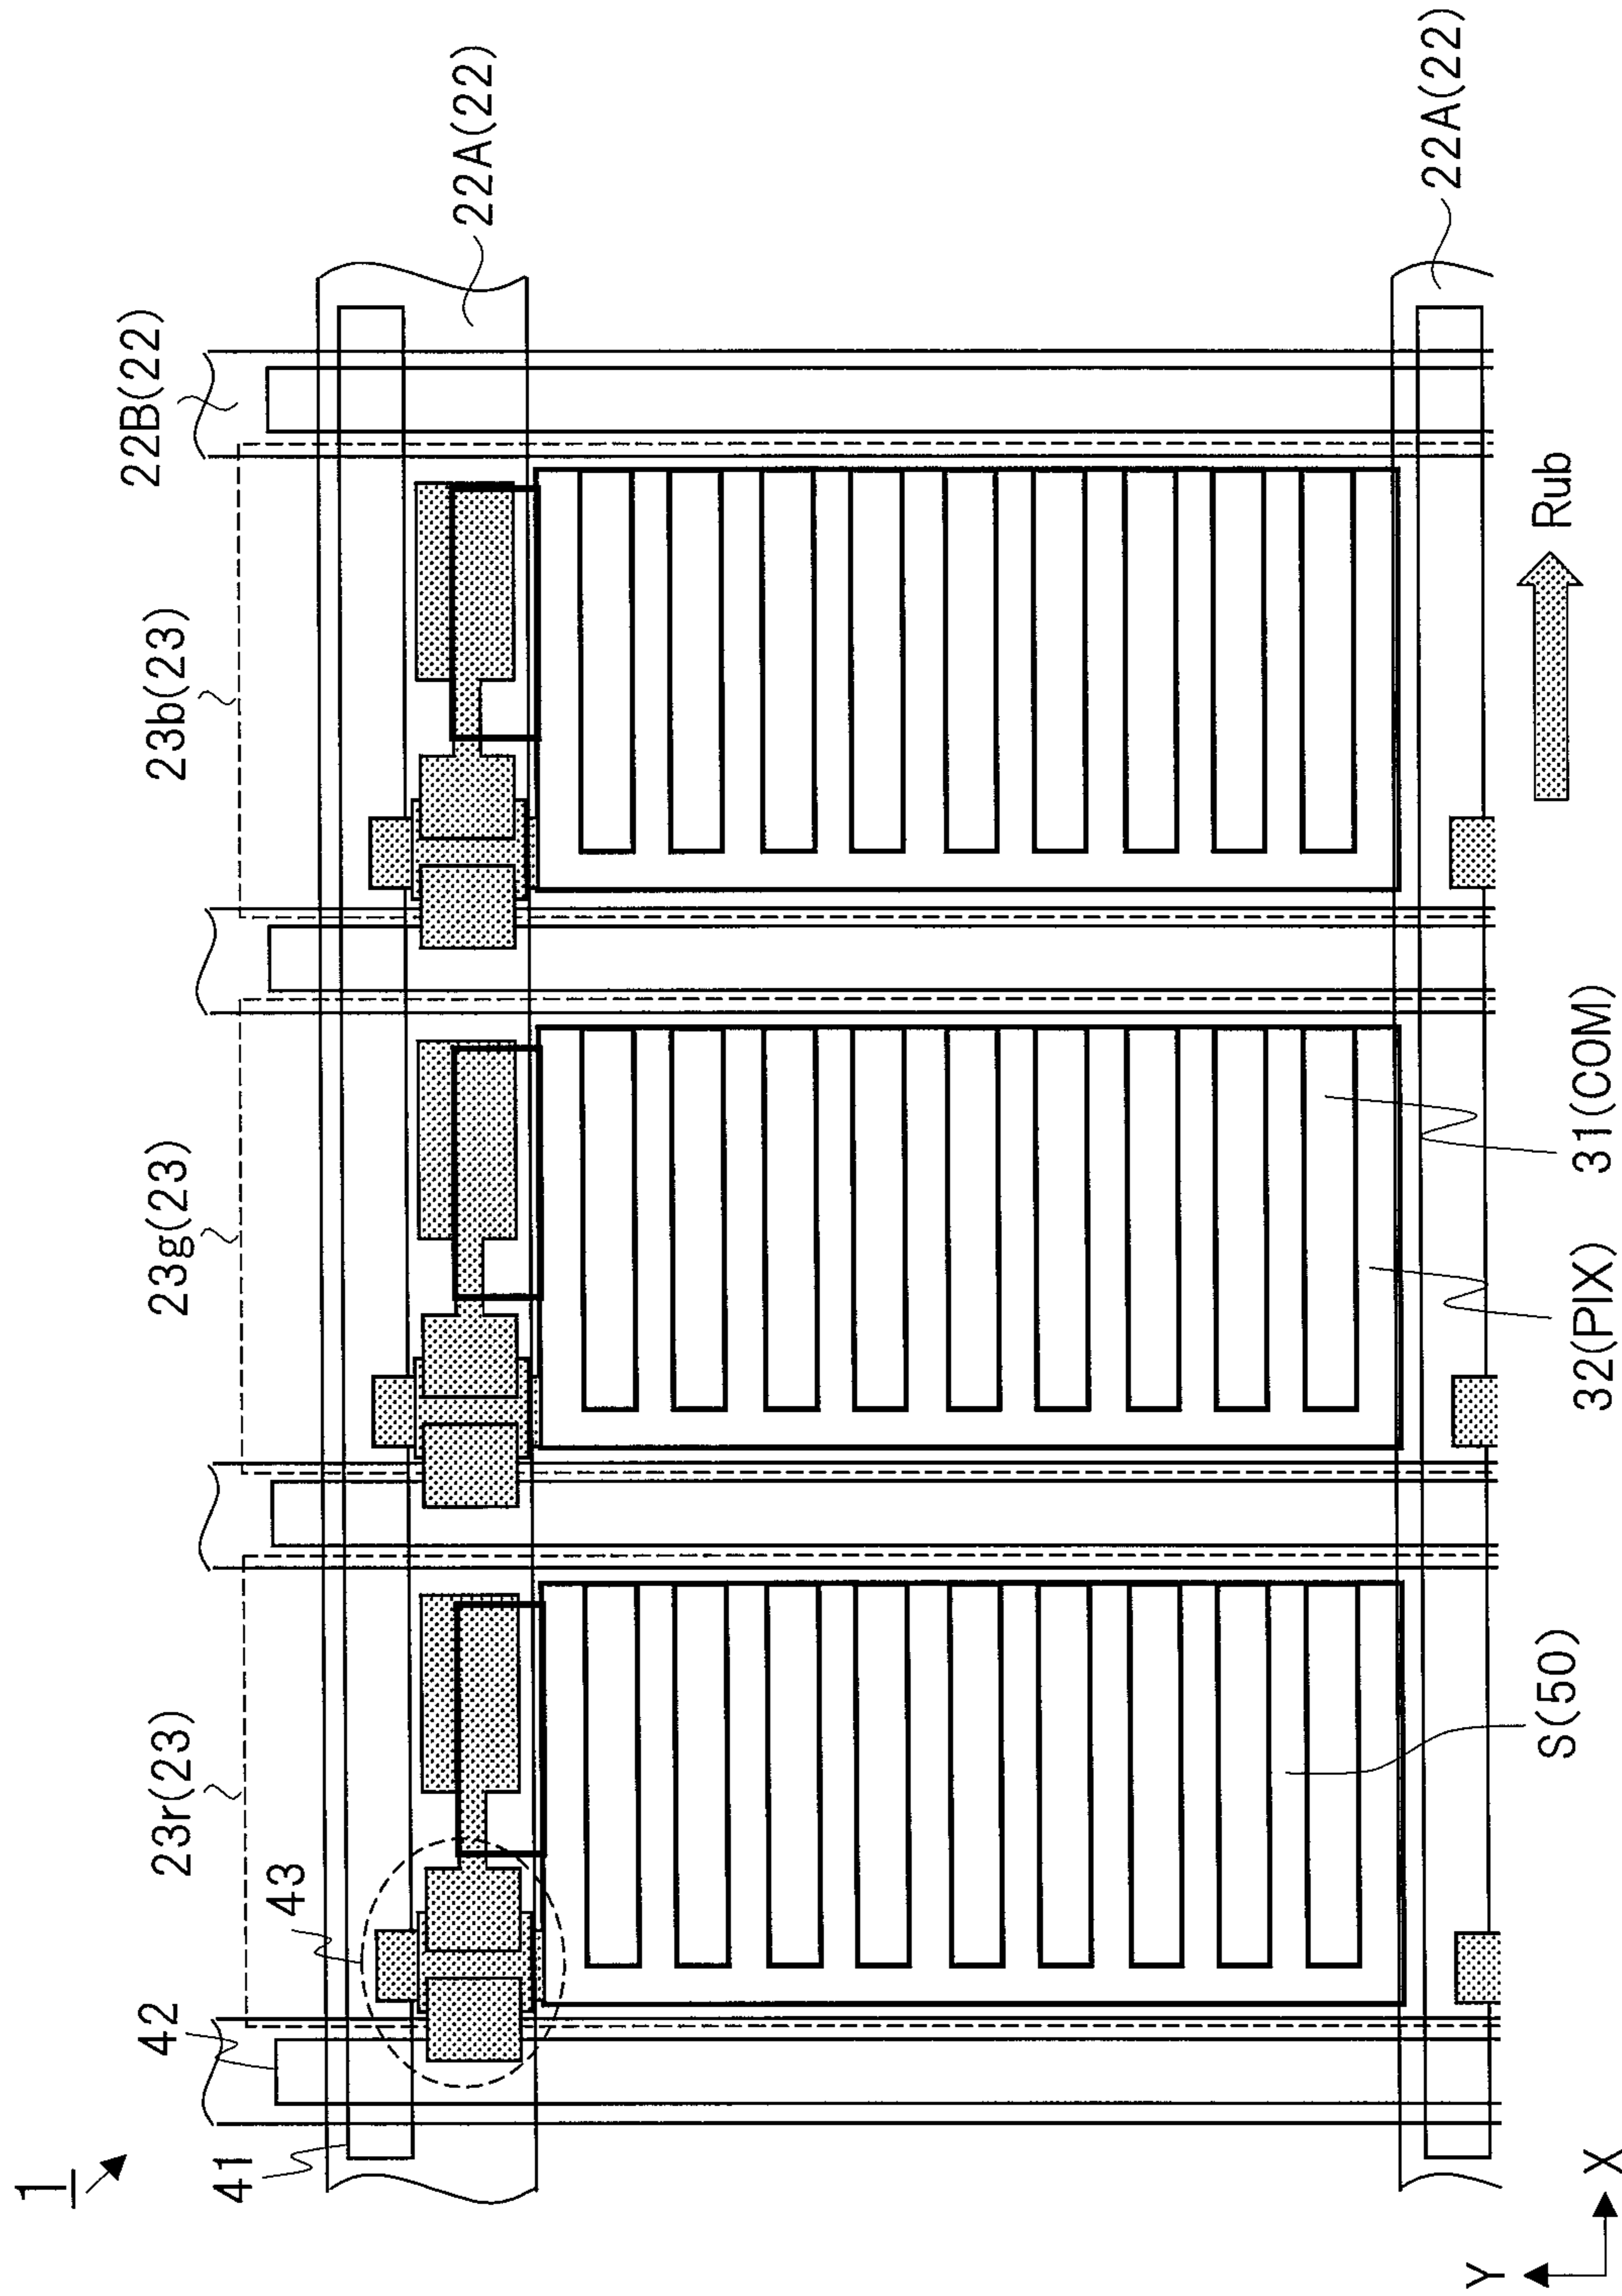 1
41
42
43
23r(23)
23g(23)
23b(23)
22B(22)
22A(22)
22A(22)
S(50)
32(PIX)
31(COM)
Rub
Y
X